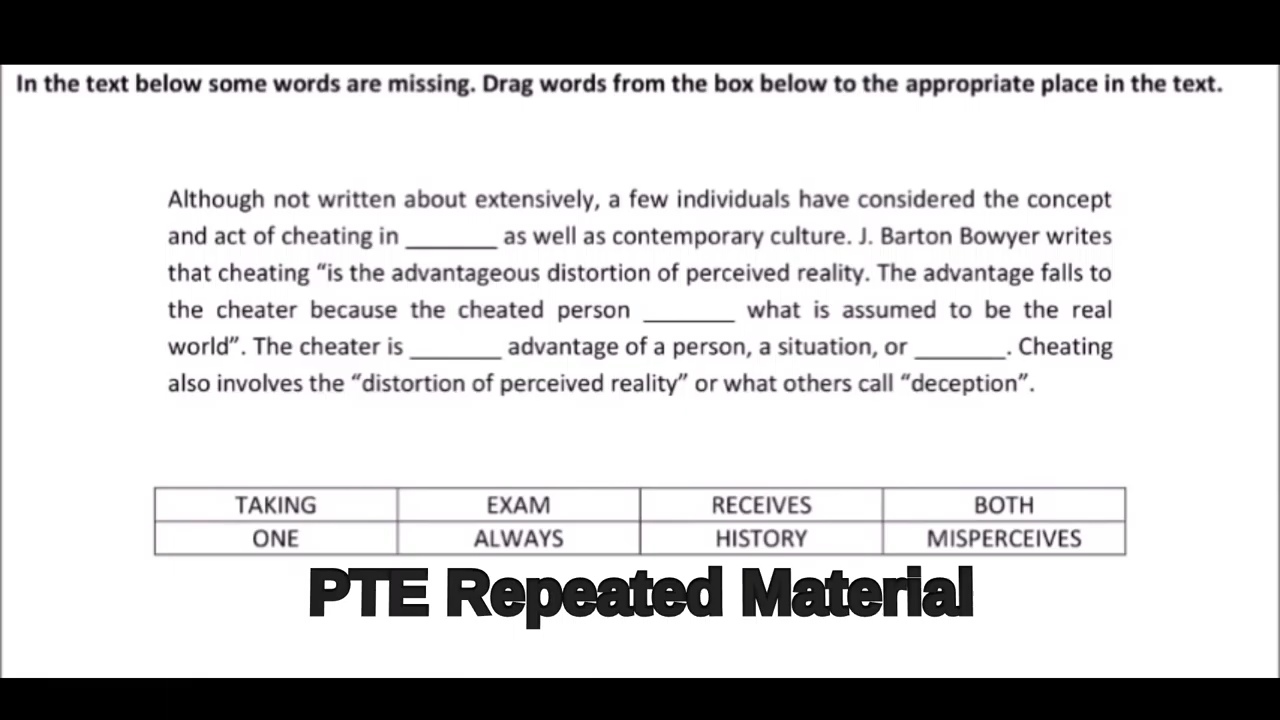 In the text below some words are missing. Drag words from the box below to the appropriate place in the text.
Although not written about extensively, a few individuals have considered the concept
and act of cheating in _______ as well as contemporary culture. J. Barton Bowyer writes
that cheating “is the advantageous distortion of perceived reality. The advantage falls to
the cheater because the cheated person _______ what is assumed to be the real
world”. The cheater is _______ advantage of a person, a situation, or _______. Cheating
also involves the “distortion of perceived reality” or what others call “deception”.
TAKING EXAM RECEIVES BOTH
ONE ALWAYS HISTORY MISPERCEIVES
PTE Repeated Material